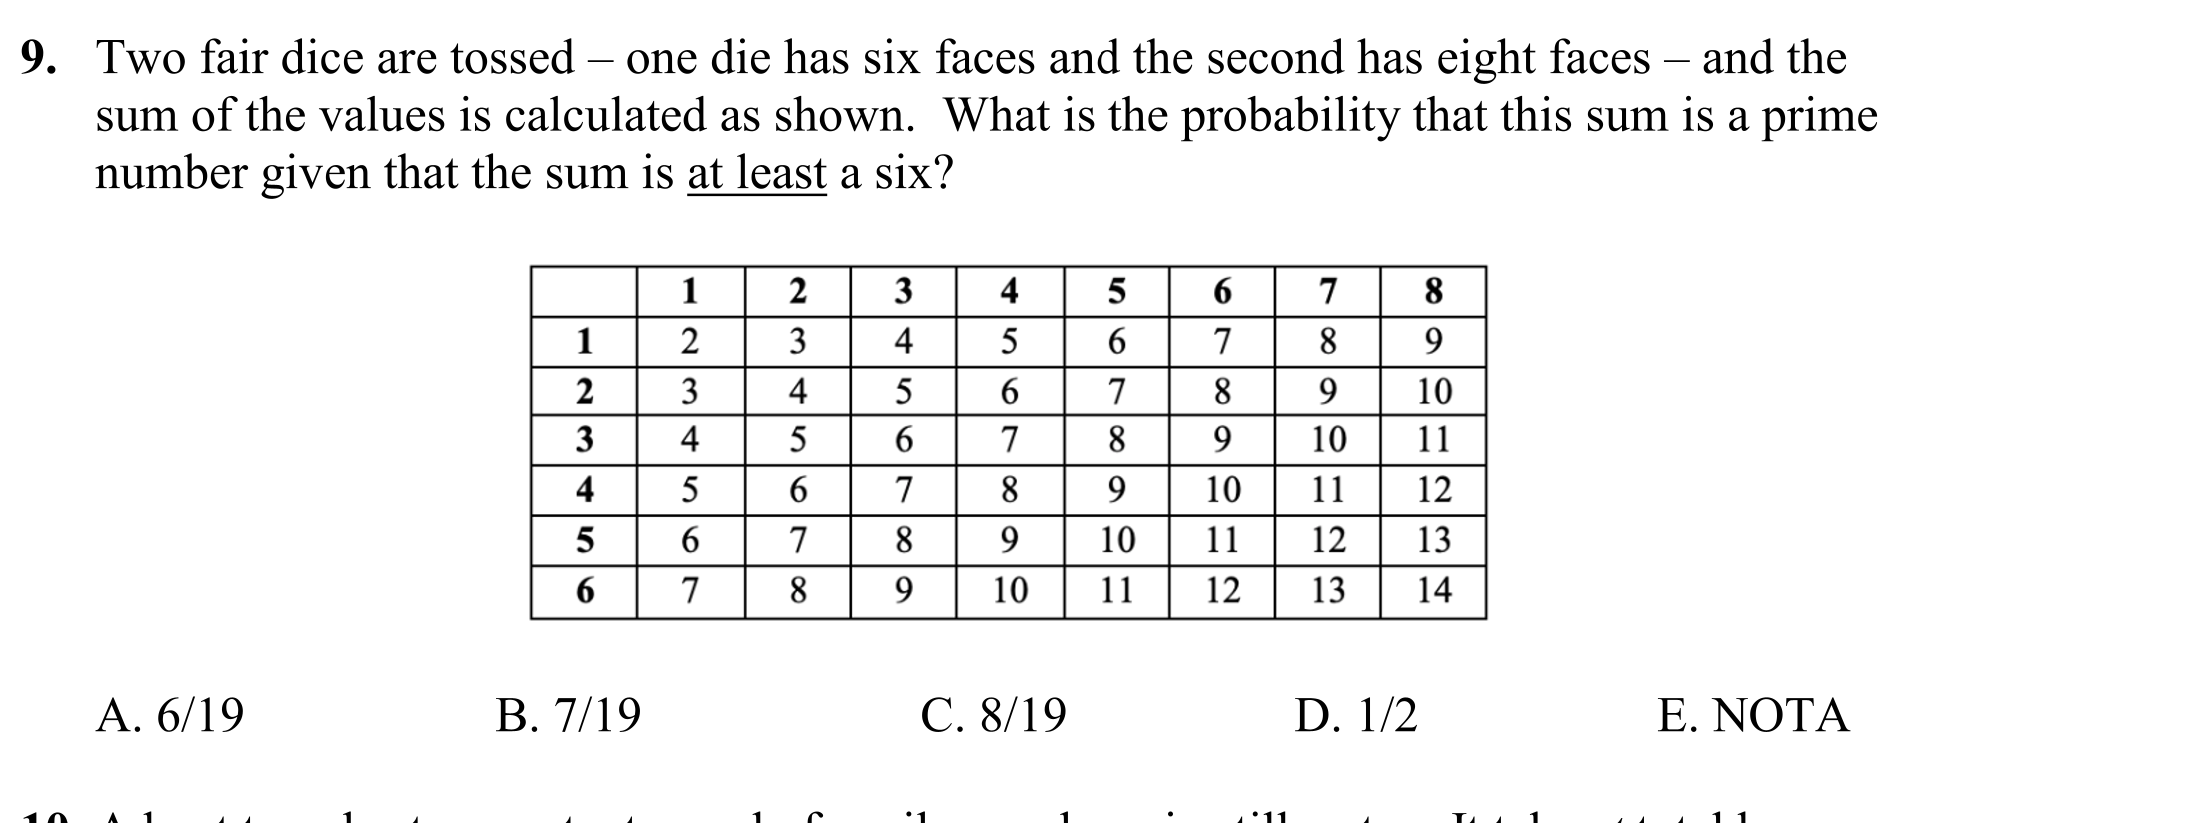 9. Two fair dice are tossed – one die has six faces and the second has eight faces – and the
sum of the values is calculated as shown. What is the probability that this sum is a prime
number given that the sum is at least a six?
1 2 3 4 5 6 7 8
1 2 3 4 5 6 7 8 9
2 3 4 5 6 7 8 9 10
3 4 5 6 7 8 9 10 11
4 5 6 7 8 9 10 11 12
5 6 7 8 9 10 11 12 13
6 7 8 9 10 11 12 13 14
A. 6/19 B. 7/19 C. 8/19 D. 1/2 E. NOTA